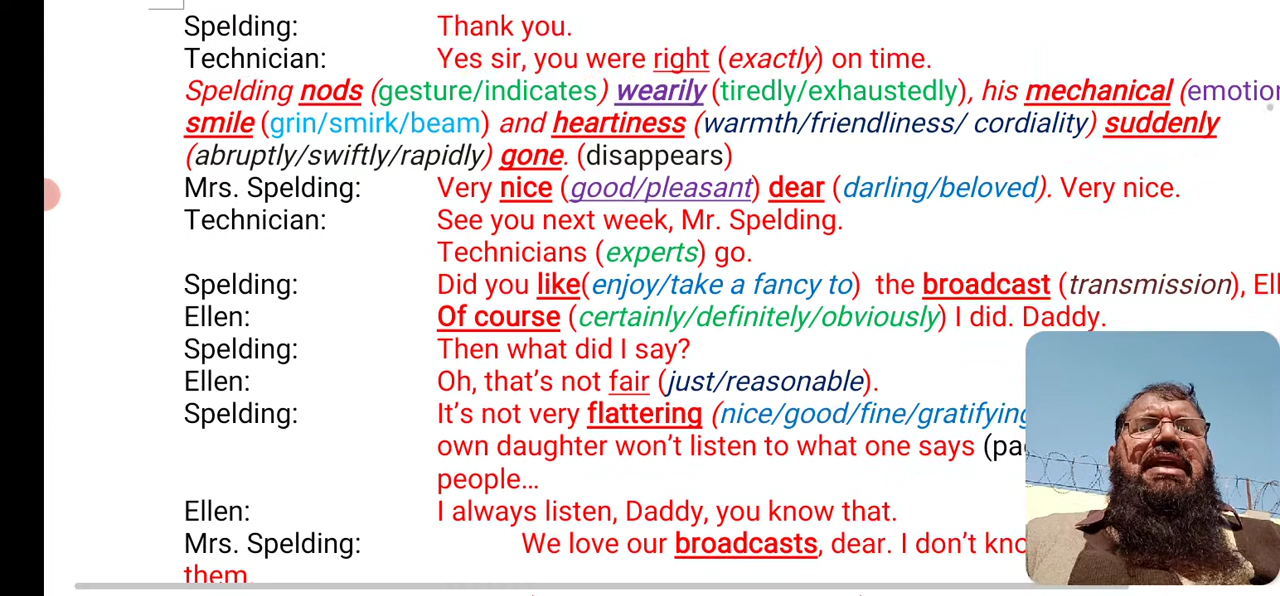 Spelding: Thank you.
Technician: Yes sir, you were right (exactly) on time.
Spelding nods (gesture/indicates) wearily (tiredly/exhaustedly), his mechanical (emotion
smile (grin/smirk/beam) and heartiness (warmth/friendliness/ cordiality) suddenly
(abruptly/swiftly/rapidly) gone. (disappears)
Mrs. Spelding: Very nice (good/pleasant) dear (darling/beloved). Very nice.
Technician: See you next week, Mr. Spelding.
Technicians (experts) go.
Spelding: Did you like(enjoy/take a fancy to) the broadcast (transmission), Ell
Ellen: Of course (certainly/definitely/obviously) I did. Daddy.
Spelding: Then what did I say?
Ellen: Oh, that's not fair (just/reasonable).
Spelding: It's not very flattering (nice/good/fine/gratifying
own daughter won't listen to what one says (pa
people…
Ellen: I always listen, Daddy, you know that.
Mrs. Spelding: We love our broadcasts, dear. I don't kno
them.